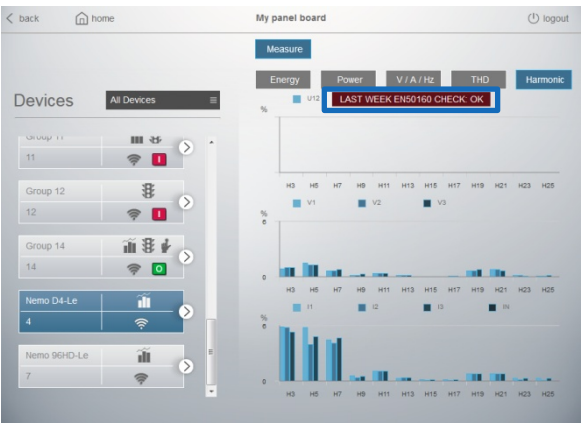 back
home
My panel board
logout
Measure
Energy
Power
V / A / Hz
THD
Harmonic
Devices
All Devices
U12
LAST WEEK EN50160 CHECK: OK
%
Group 11
11
I
H3 H5 H7 H9 H11 H13 H15 H17 H19 H21 H23 H25
V1 V2 V3
Group 12
12
I
%
6
0
Group 14
14
O
H3 H5 H7 H9 H11 H13 H15 H17 H19 H21 H23 H25
I1 I2 I3 IN
Nemo D4-Le
4
%
6
0
Nemo 96HD-Le
7
H3 H5 H7 H9 H11 H13 H15 H17 H19 H21 H23 H25